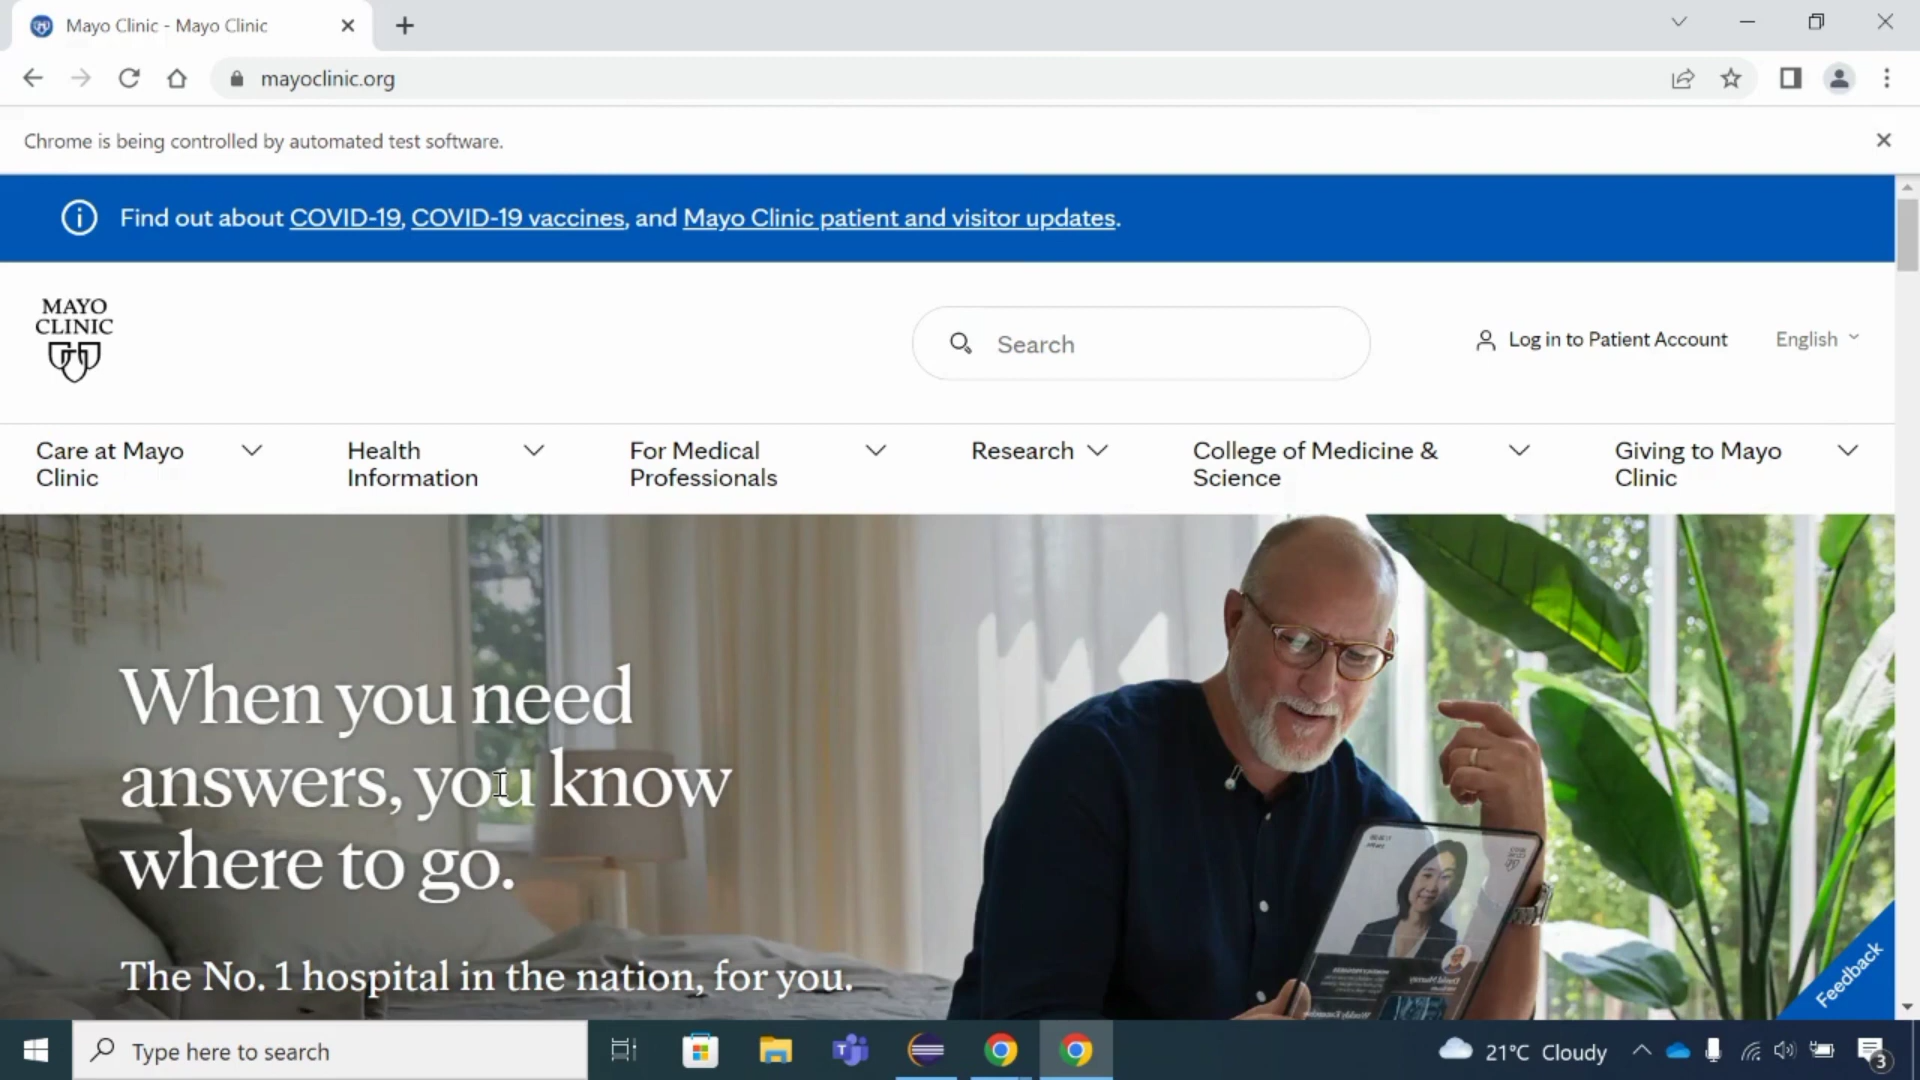 Mayo Clinic - Mayo Clinic
mayoclinic.org
Chrome is being controlled by automated test software.
Find out about COVID-19, COVID-19 vaccines, and Mayo Clinic patient and visitor updates.
MAYO
CLINIC
Search
Log in to Patient Account
English
Care at Mayo
Clinic
Health
Information
For Medical
Professionals
Research
College of Medicine &
Science
Giving to Mayo
Clinic
When you need
answers, you know
where to go.
The No. 1 hospital in the nation, for you.
Feedback
Type here to search
21°C Cloudy
3